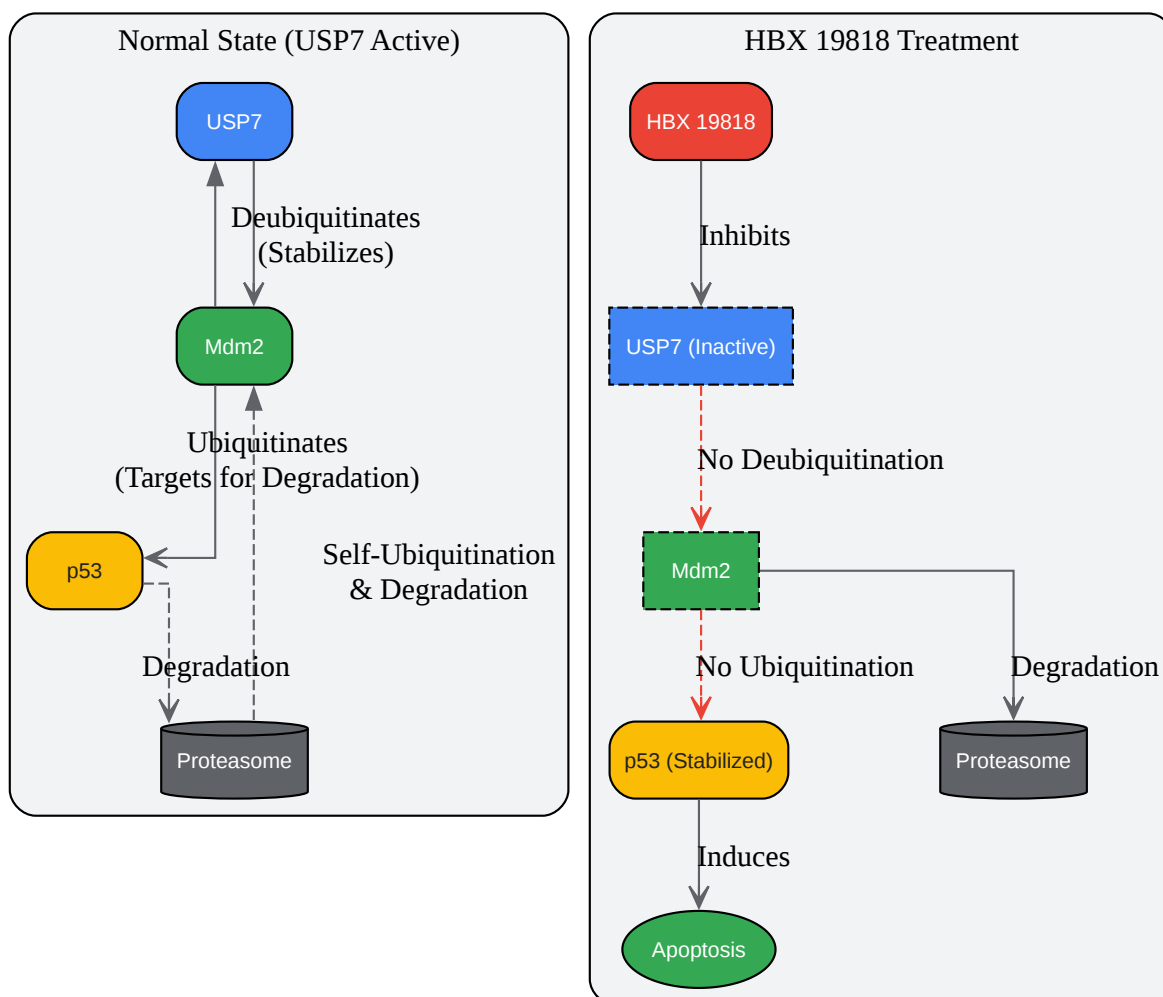 Normal State (USP7 Active)
USP7
Deubiquitinates
(Stabilizes)
Mdm2
Ubiquitinates
(Targets for Degradation)
p53
Self-Ubiquitination
& Degradation
Degradation
Proteasome
HBX 19818 Treatment
HBX 19818
Inhibits
USP7 (Inactive)
No Deubiquitination
Mdm2
No Ubiquitination
Degradation
p53 (Stabilized)
Proteasome
Induces
Apoptosis